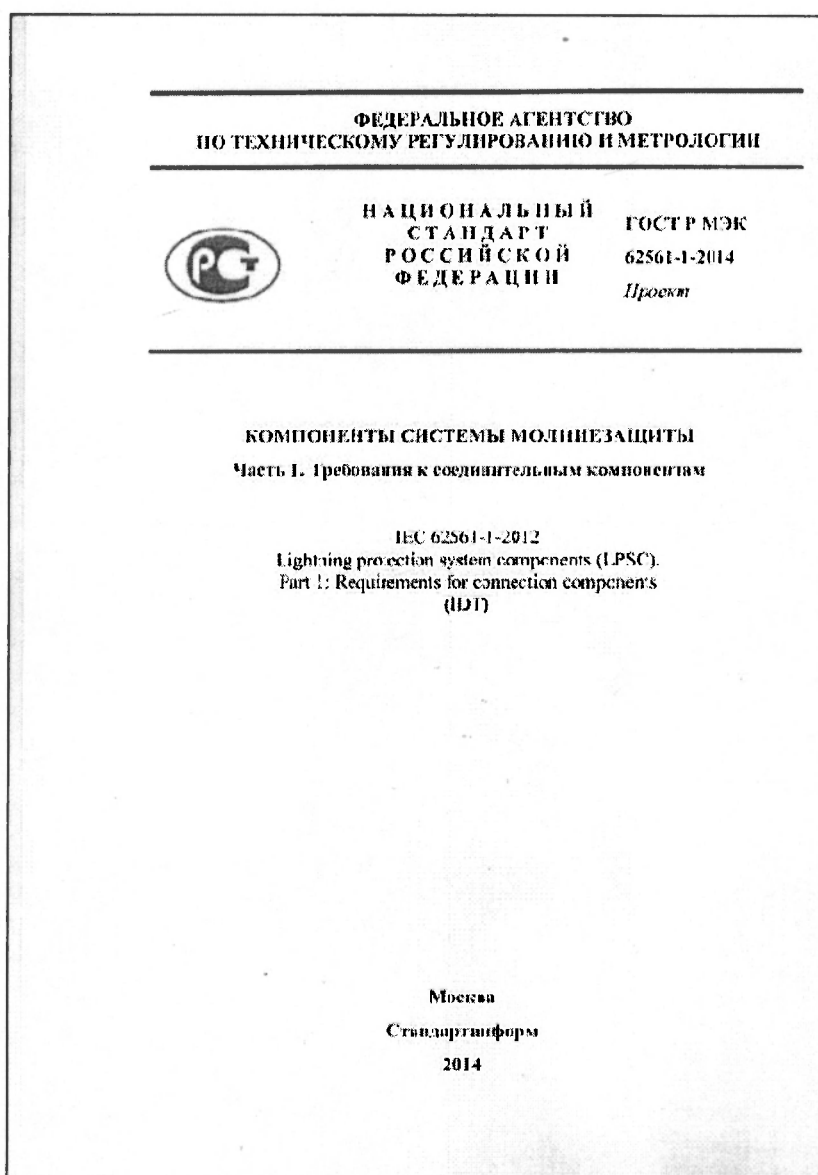 ФЕДЕРАЛЬНОЕ АГЕНТСТВО
ПО ТЕХНИЧЕСКОМУ РЕГУЛИРОВАНИЮ И МЕТРОЛОГИИ
РСТ
НАЦИОНАЛЬНЫЙ
СТАНДАРТ
РОССИЙСКОЙ
ФЕДЕРАЦИИ
ГОСТ Р МЭК
62561-1-2014
Проект
КОМПОНЕНТЫ СИСТЕМЫ МОЛНИЕЗАЩИТЫ
Часть 1. Требования к соединительным компонентам
IEC 62561-1-2012
Lightning protection system components (LPSC).
Part 1: Requirements for connection components
(IDT)
Москва
Стандартинформ
2014